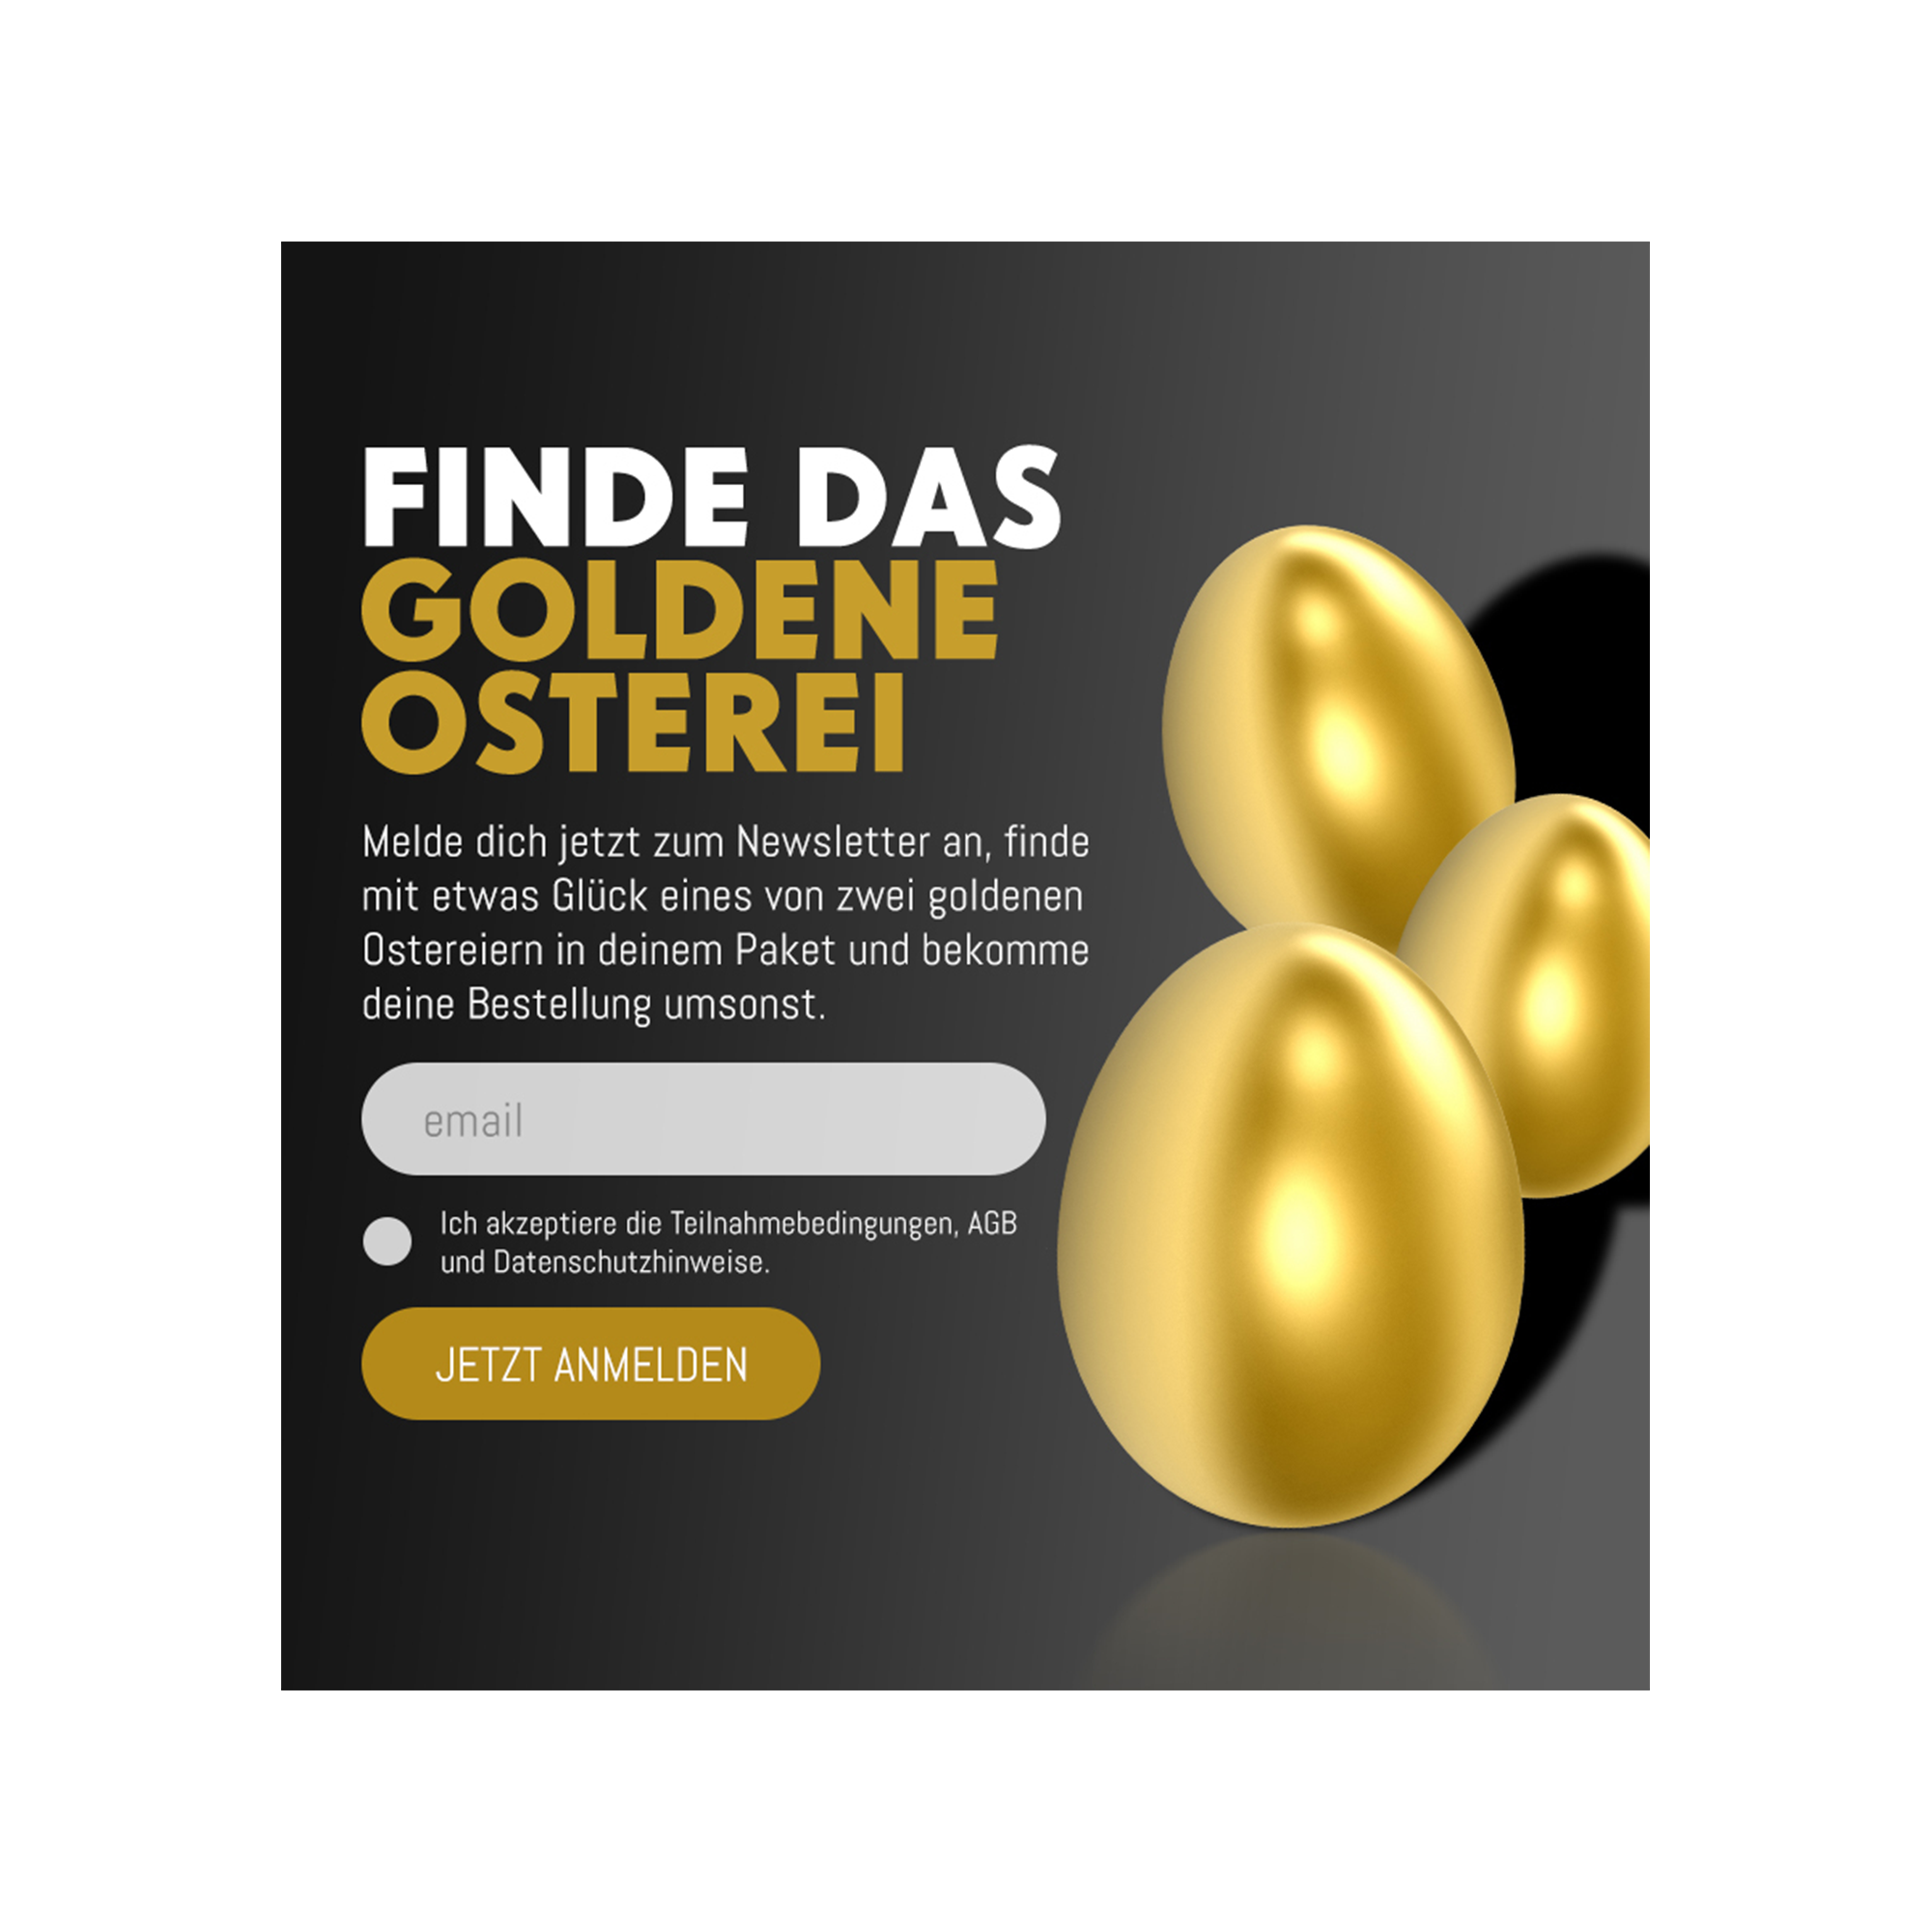 FINDE DAS
GOLDENE
OSTEREI
Melde dich jetzt zum Newsletter an, finde
mit etwas Glück eines von zwei goldenen
Ostereiern in deinem Paket und bekomme
deine Bestellung umsonst.
email
Ich akzeptiere die Teilnahmebedingungen, AGB
und Datenschutzhinweise.
JETZT ANMELDEN